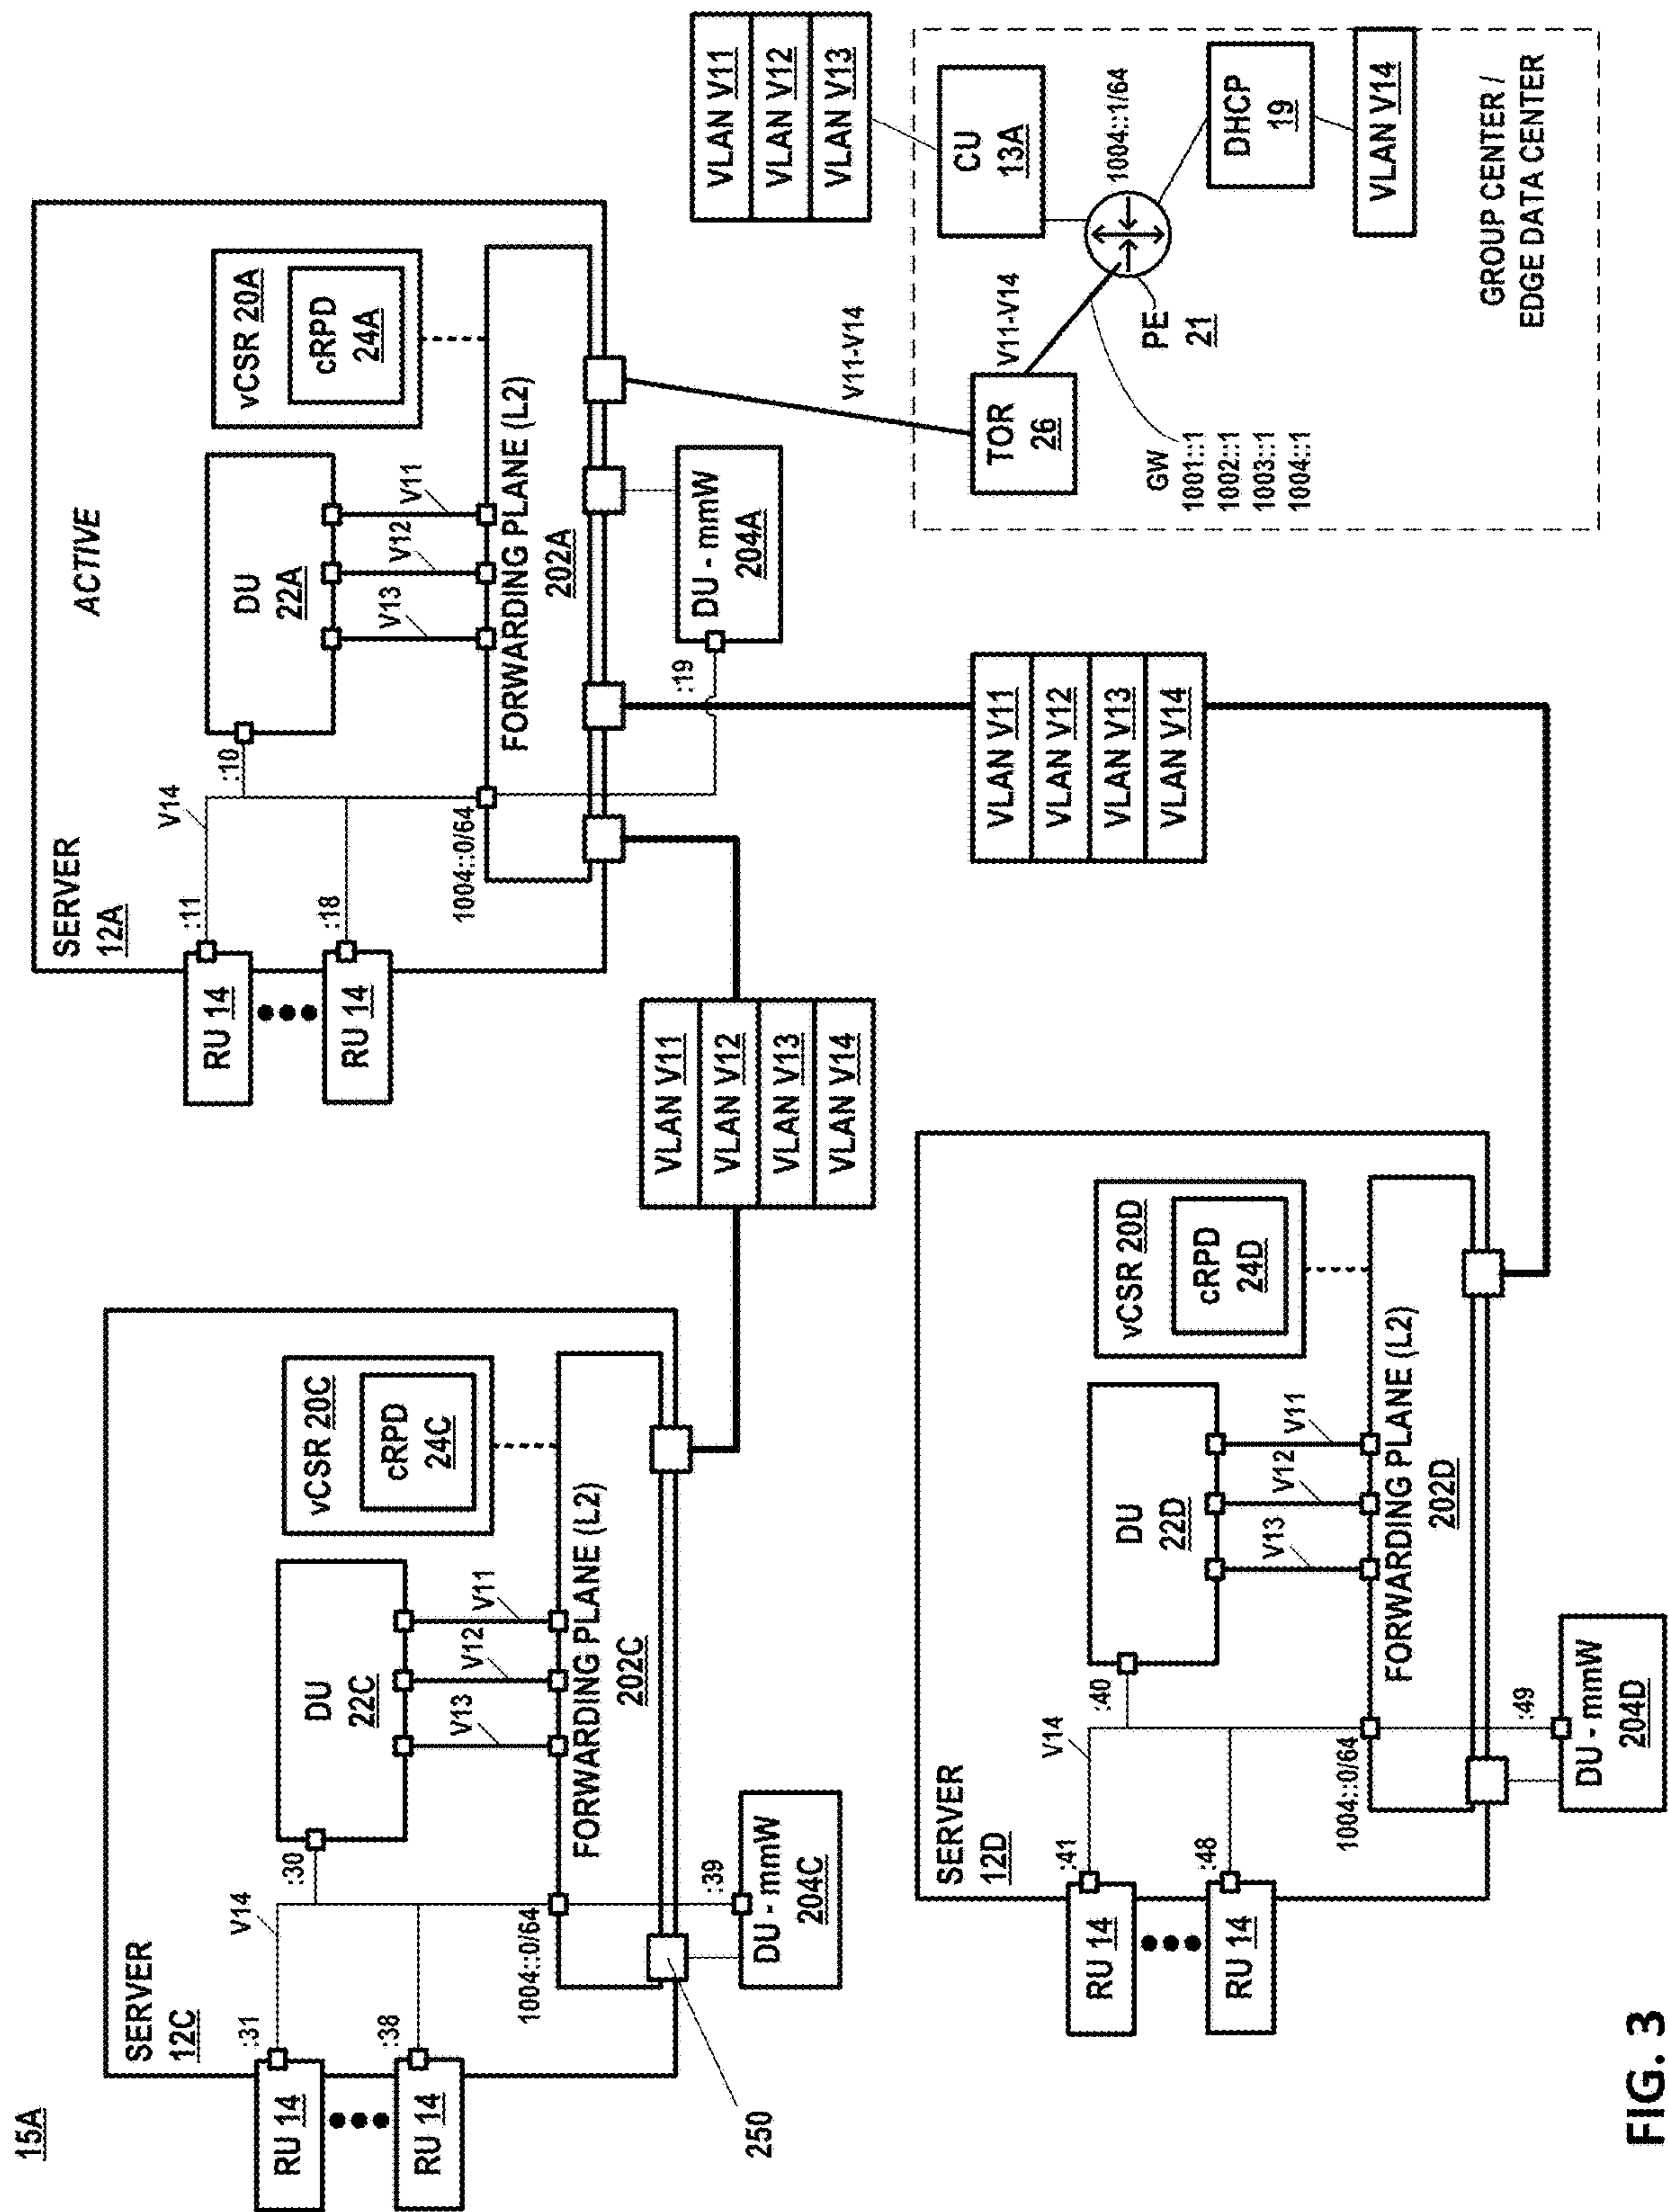 15A
SERVER
12C
RU 14
RU 14
:31
:38
V14
:30
DU
22C
V13
V12
V11
vCSR 20C
cRPD
24C
1004::0/64
FORWARDING PLANE (L2)
202C
250
:39
DU - mmW
204C
VLAN V11
VLAN V12
VLAN V13
VLAN V14
SERVER
12A
ACTIVE
RU 14
RU 14
:11
:18
V14
:10
DU
22A
V13
V12
V11
vCSR 20A
cRPD
24A
1004::0/64
FORWARDING PLANE (L2)
202A
:19
DU - mmW
204A
V11-V14
VLAN V11
VLAN V12
VLAN V13
VLAN V11
VLAN V12
VLAN V13
VLAN V14
SERVER
12D
RU 14
RU 14
:41
:48
V14
:40
DU
22D
V13
V12
V11
vCSR 20D
cRPD
24D
1004::0/64
FORWARDING PLANE (L2)
202D
:49
DU - mmW
204D
TOR
26
V11-V14
GW
1001::1
1002::1
1003::1
1004::1
PE
21
CU
13A
1004::1/64
DHCP
19
VLAN V14
GROUP CENTER /
EDGE DATA CENTER
FIG. 3